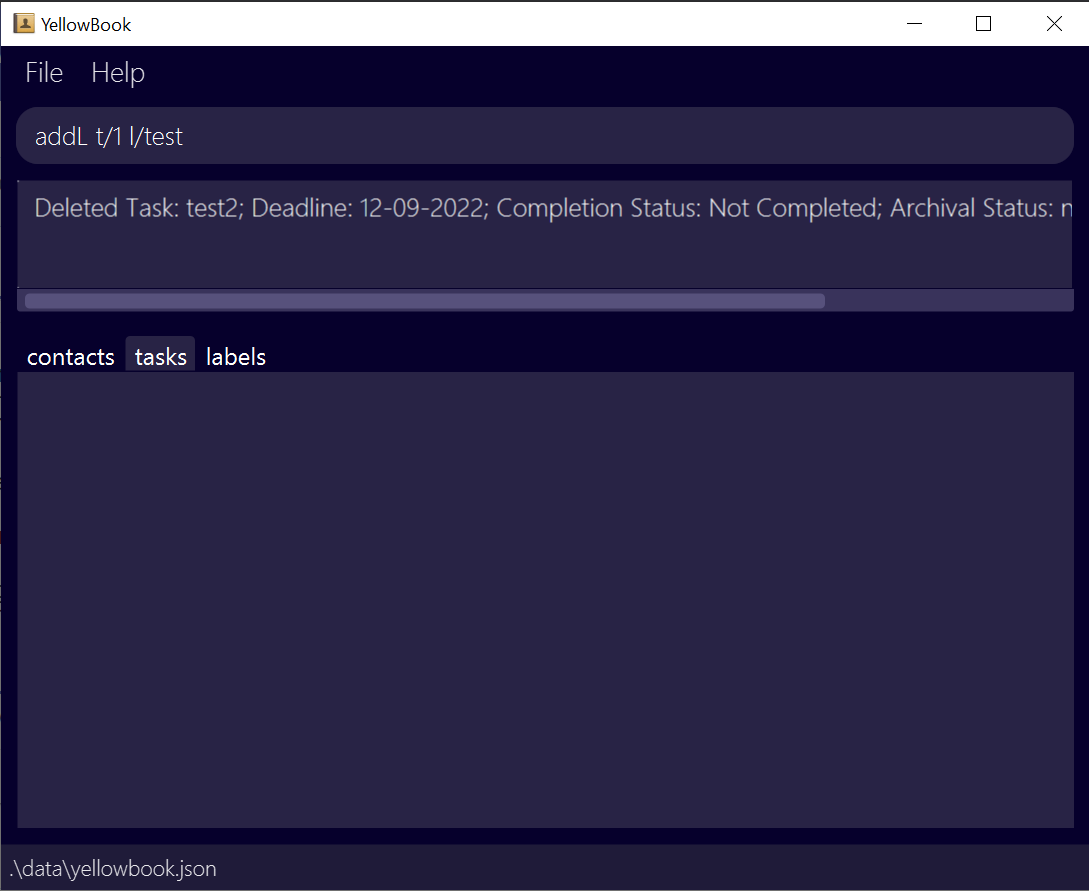 YellowBook
File Help
addL t/1 l/test
Deleted Task: test2; Deadline: 12-09-2022; Completion Status: Not Completed; Archival Status:
contacts tasks labels
.\data\yellowbook.json